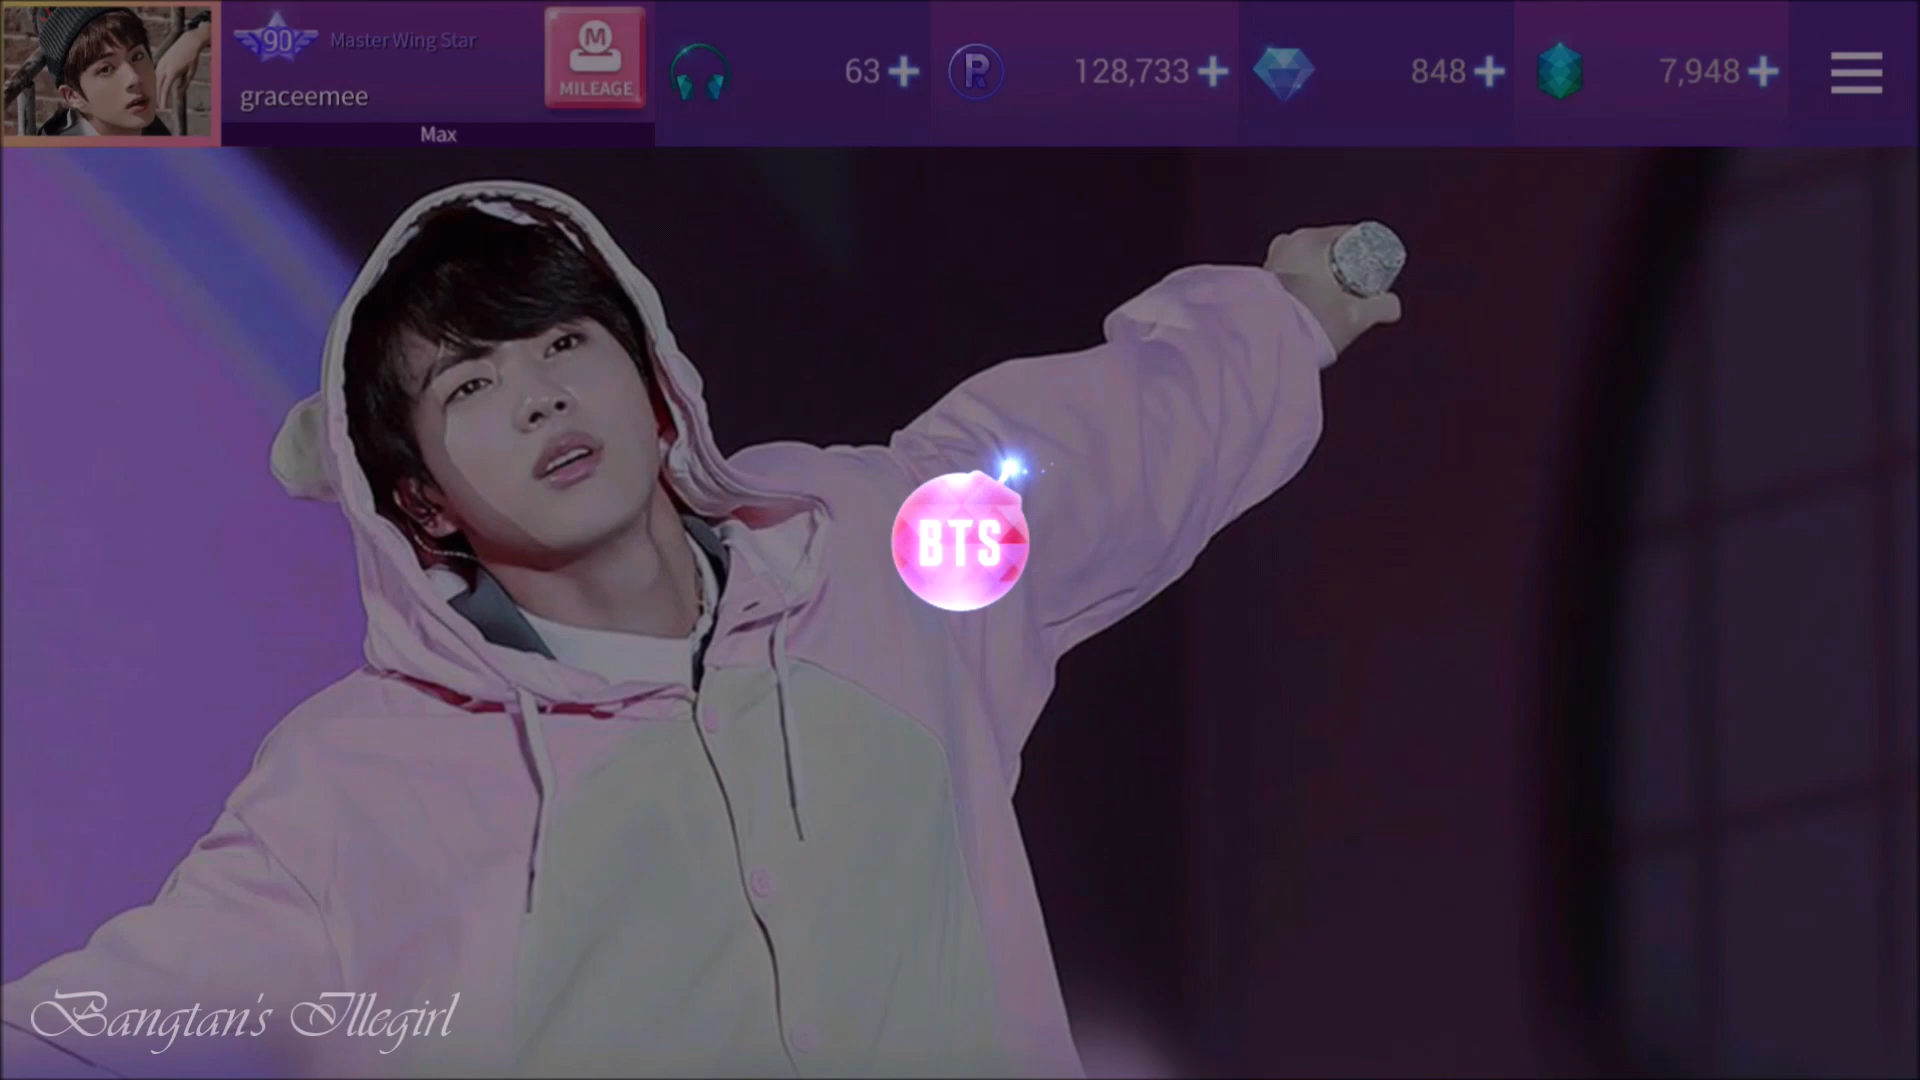 90 Master Wing Star
graceemee
M
MILEAGE
Max
63
R
128,733
848
7,948
BTS
Bangtan's Illegirl